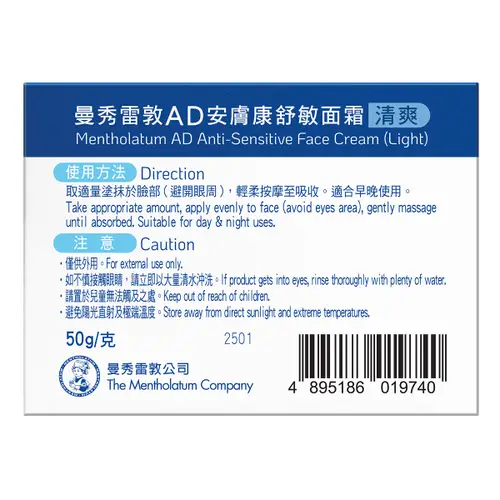 曼秀雷敦AD安膚康舒敏面霜 清爽
Mentholatum AD Anti-Sensitive Face Cream (Light)
使用方法 Direction
取適量塗抹於臉部（避開眼周），輕柔按摩至吸收。適合早晚使用。
Take appropriate amount, apply evenly to face (avoid eyes area), gently massage
until absorbed. Suitable for day & night uses.
注 意 Caution
・僅供外用。For external use only.
・如不慎接觸眼睛，請立即以大量清水沖洗。If product gets into eyes, rinse thoroughly with plenty of water.
・請置於兒童無法觸及之處。Keep out of reach of children.
・避免陽光直射及極端溫度。Store away from direct sunlight and extreme temperatures.
50g/克
2501
曼秀雷敦公司
The Mentholatum Company
4 895186 019740